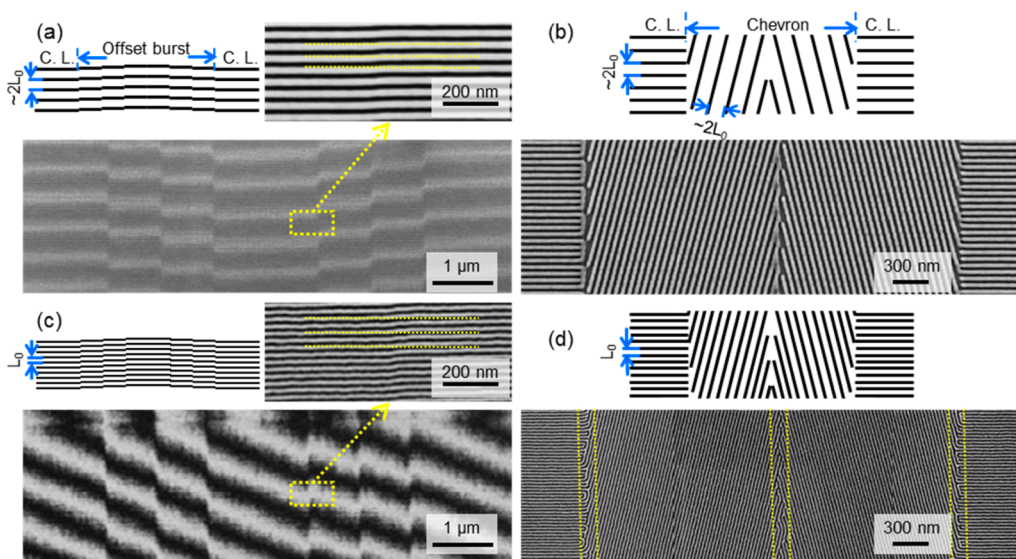 (a)
C. L.
Offset burst
C. L.
~2L₀
200 nm
1 µm
(b)
C. L.
Chevron
C. L.
~2L₀
~2L₀
300 nm
(c)
L₀
200 nm
1 µm
(d)
L₀
300 nm